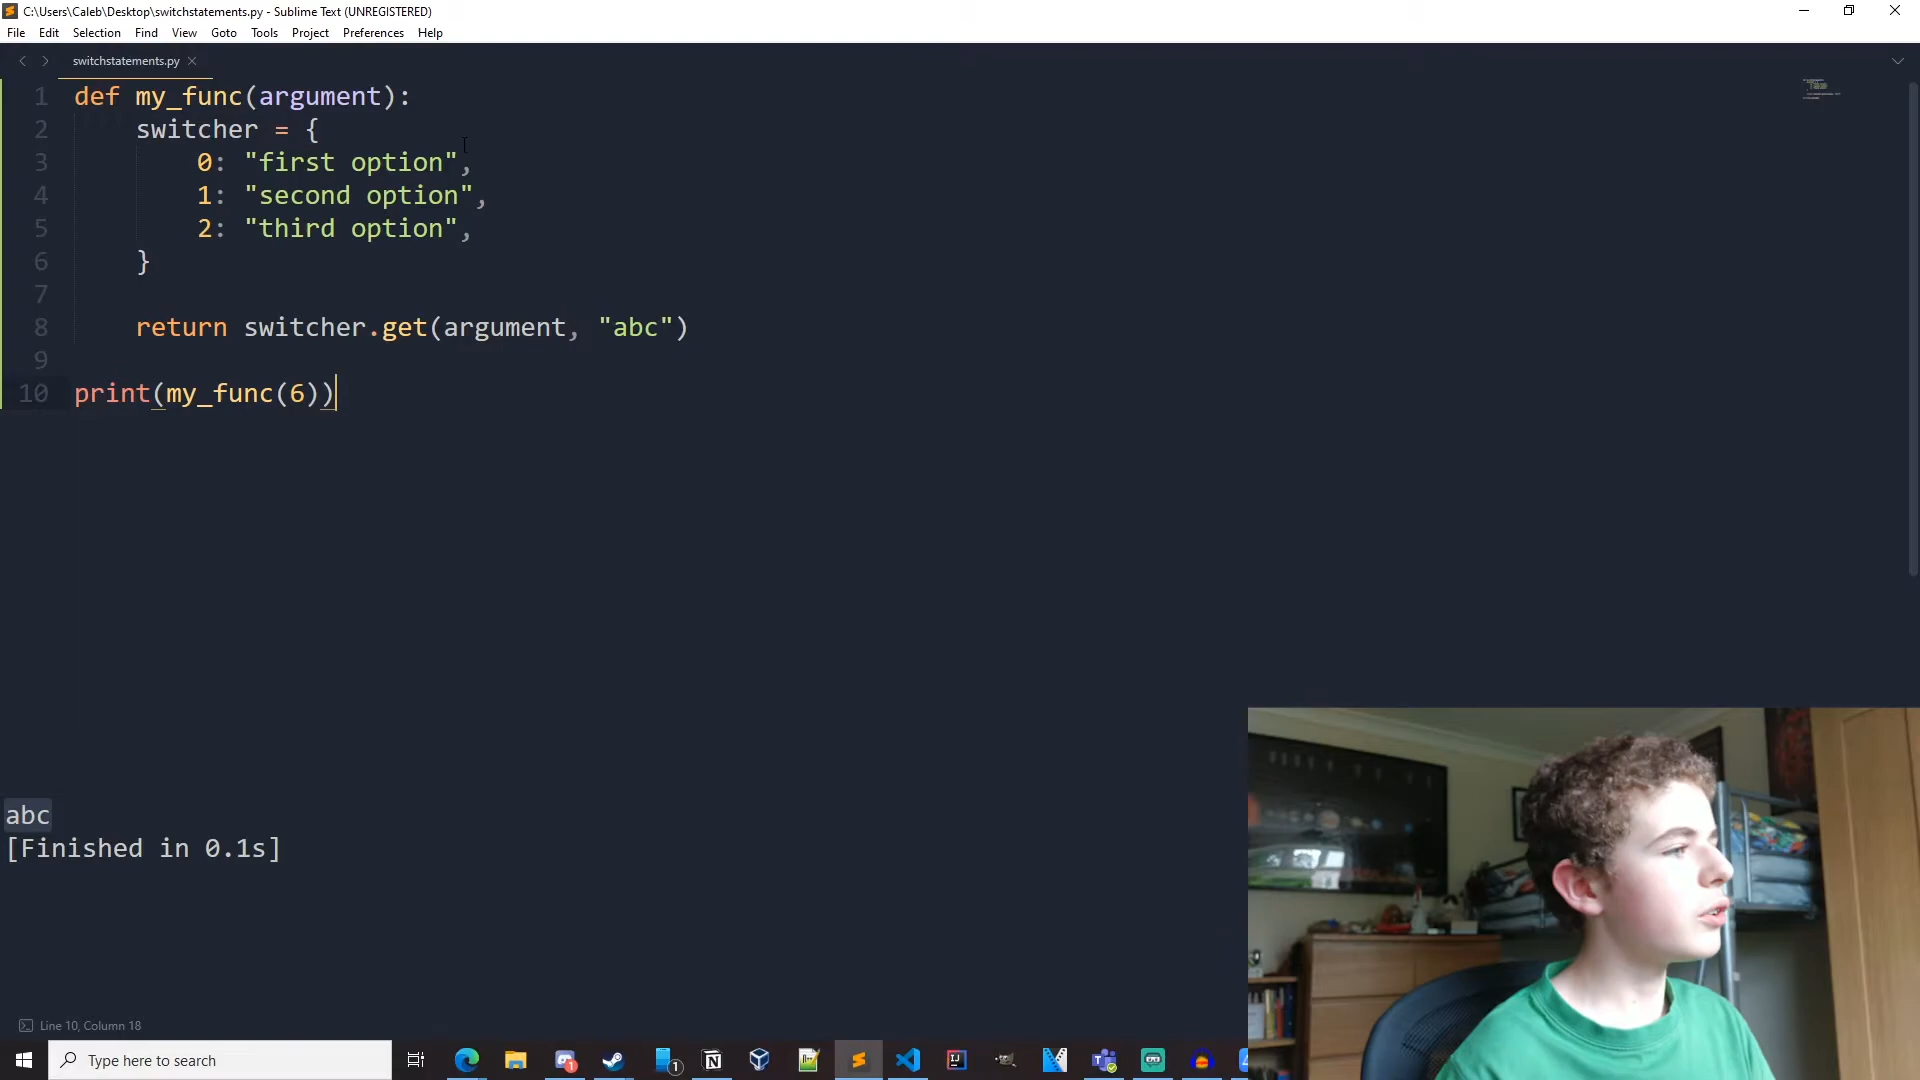 C:\Users\Caleb\Desktop\switchstatements.py - Sublime Text (UNREGISTERED)
File Edit Selection Find View Goto Tools Project Preferences Help
switchstatements.py
1 def my_func(argument):
2 switcher = {
3 0: "first option",
4 1: "second option",
5 2: "third option",
6 }
7
8 return switcher.get(argument, "abc")
9
10 print(my_func(6))
abc
[Finished in 0.1s]
Line 10, Column 18
Type here to search